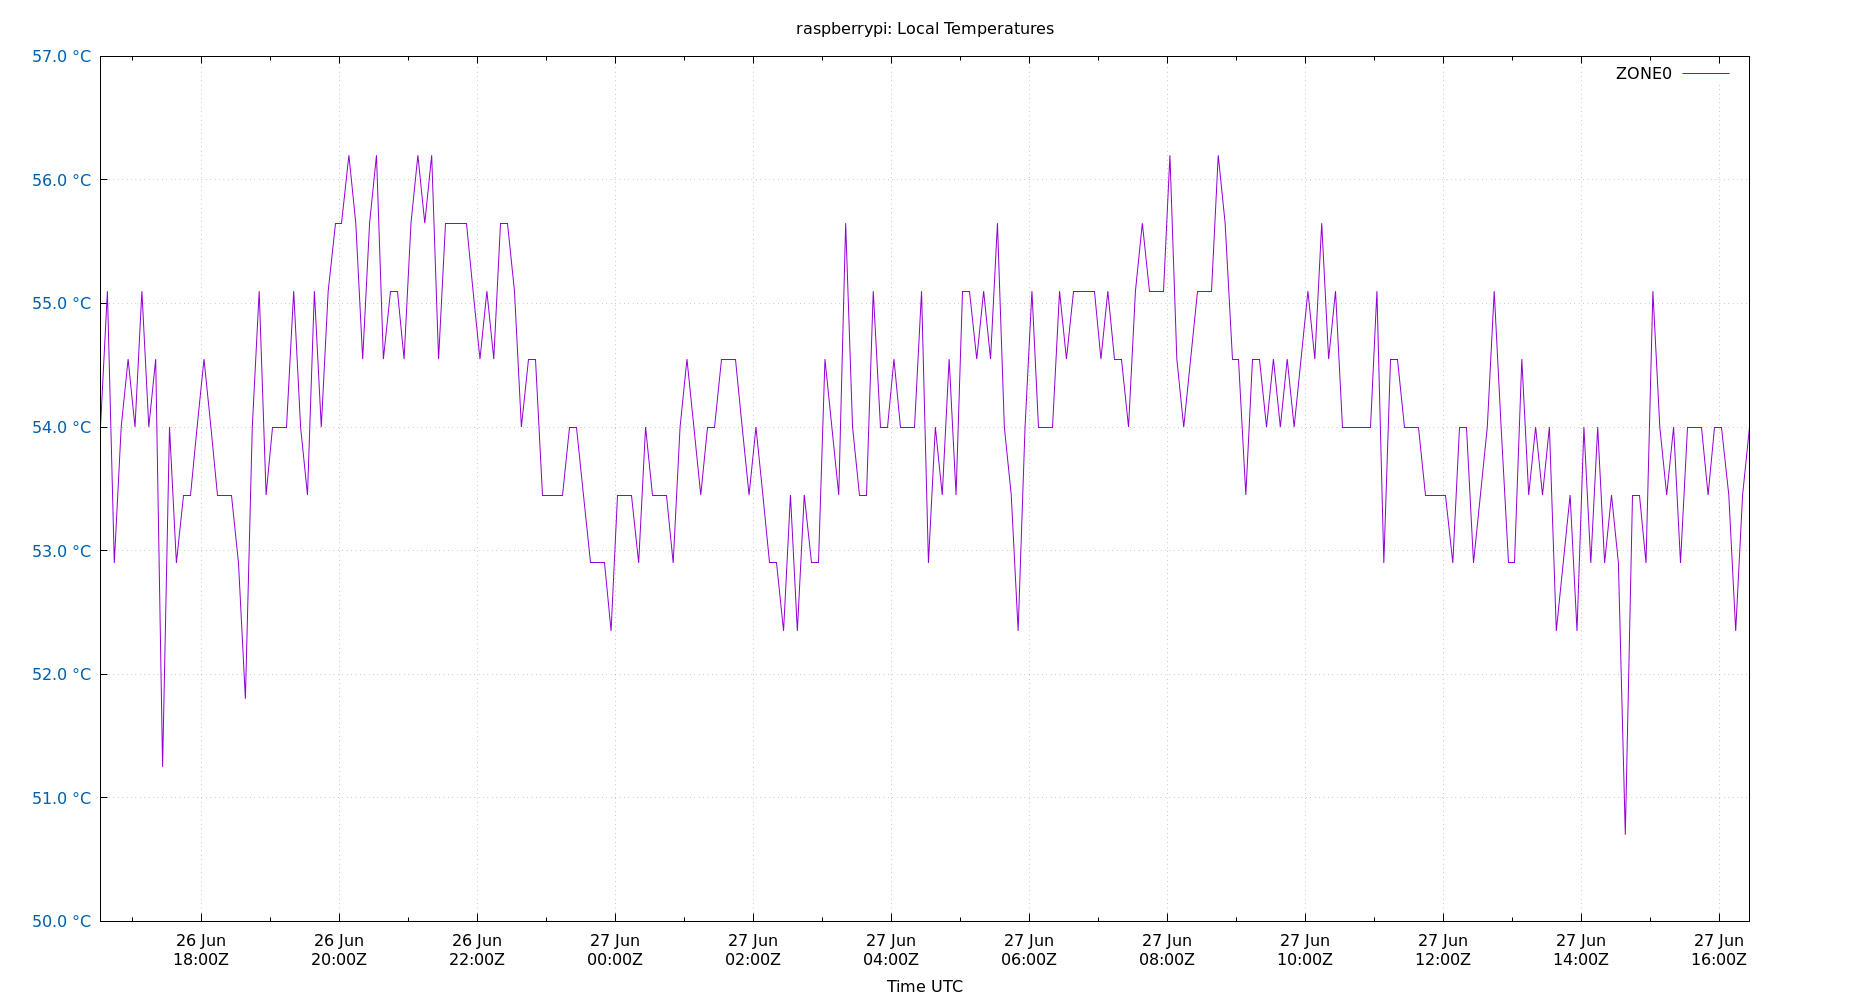 raspberrypi: Local Temperatures
57.0 °C
ZONE0
56.0 °C
55.0 °C
54.0 °C
53.0 °C
52.0 °C
51.0 °C
50.0 °C
26 Jun 26 Jun 26 Jun 27 Jun 27 Jun 27 Jun 27 Jun 27 Jun 27 Jun 27 Jun 27 Jun 27 Jun
18:00Z 20:00Z 22:00Z 00:00Z 02:00Z 04:00Z 06:00Z 08:00Z 10:00Z 12:00Z 14:00Z 16:00Z
Time UTC